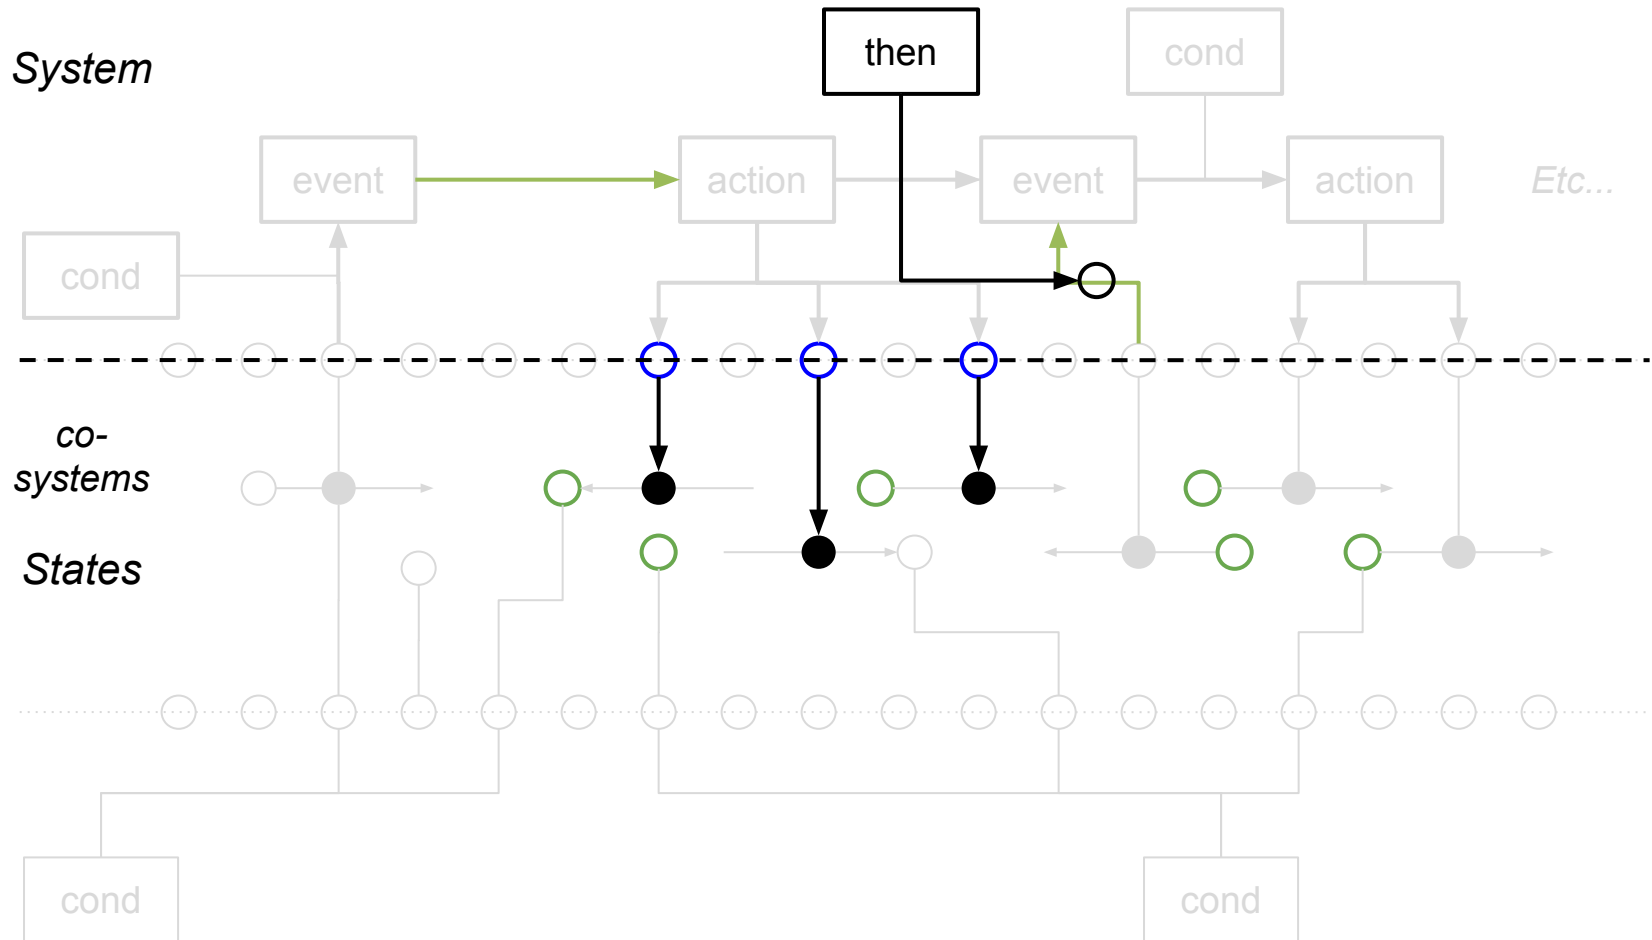 then
cond
System
event
action
event
action
Etc...
cond
co-
systems
States
cond
cond